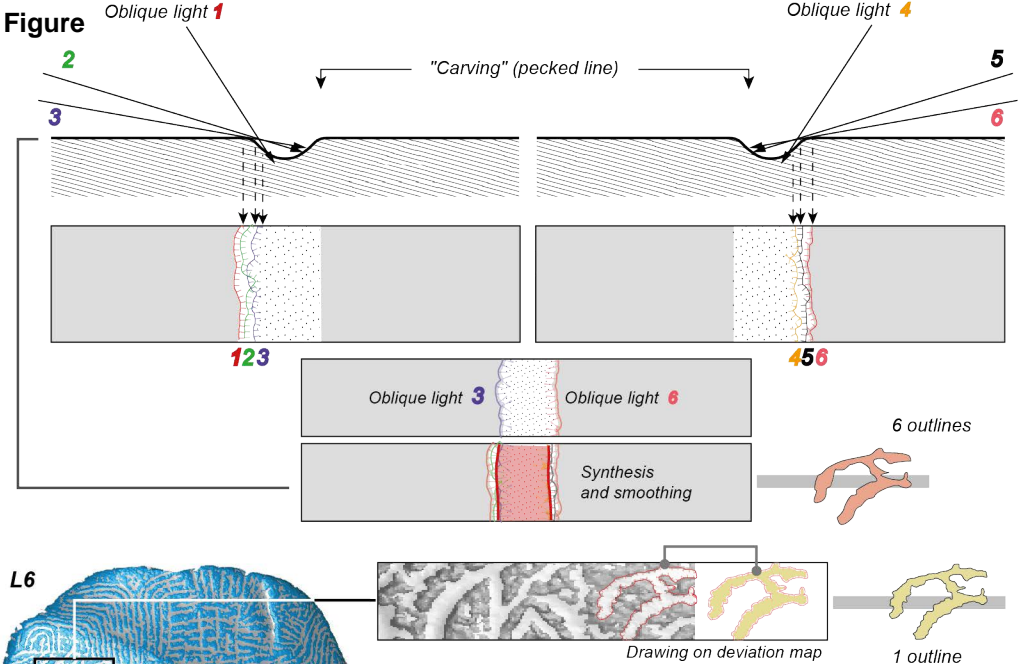 Oblique light 1
Oblique light 4
Figure
2
"Carving" (pecked line)
5
3
6
123
456
Oblique light 3
Oblique light 6
6 outlines
Synthesis
and smoothing
L6
Drawing on deviation map
1 outline